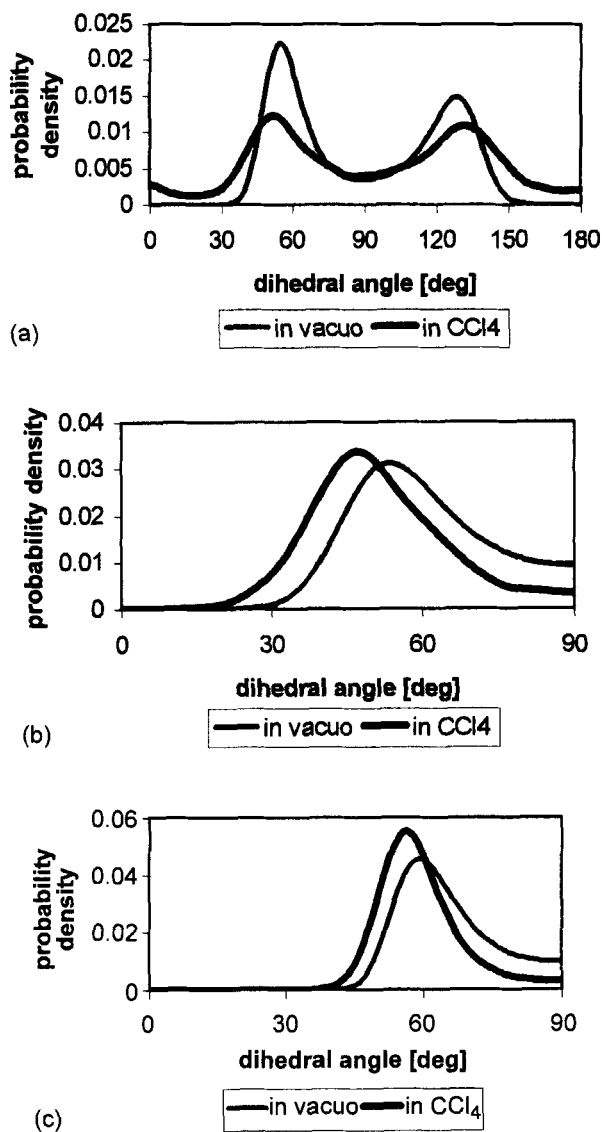 0.025
0.02
0.015
0.01
0.005
0
probability density
0 30 60 90 120 150 180
dihedral angle [deg]
in vacuo in CCl4
(a)
0.04
0.03
0.02
0.01
0
probability density
0 30 60 90
dihedral angle [deg]
in vacuo in CCl4
(b)
0.06
0.04
0.02
0
probability density
0 30 60 90
dihedral angle [deg]
in vacuo in CCl₄
(c)